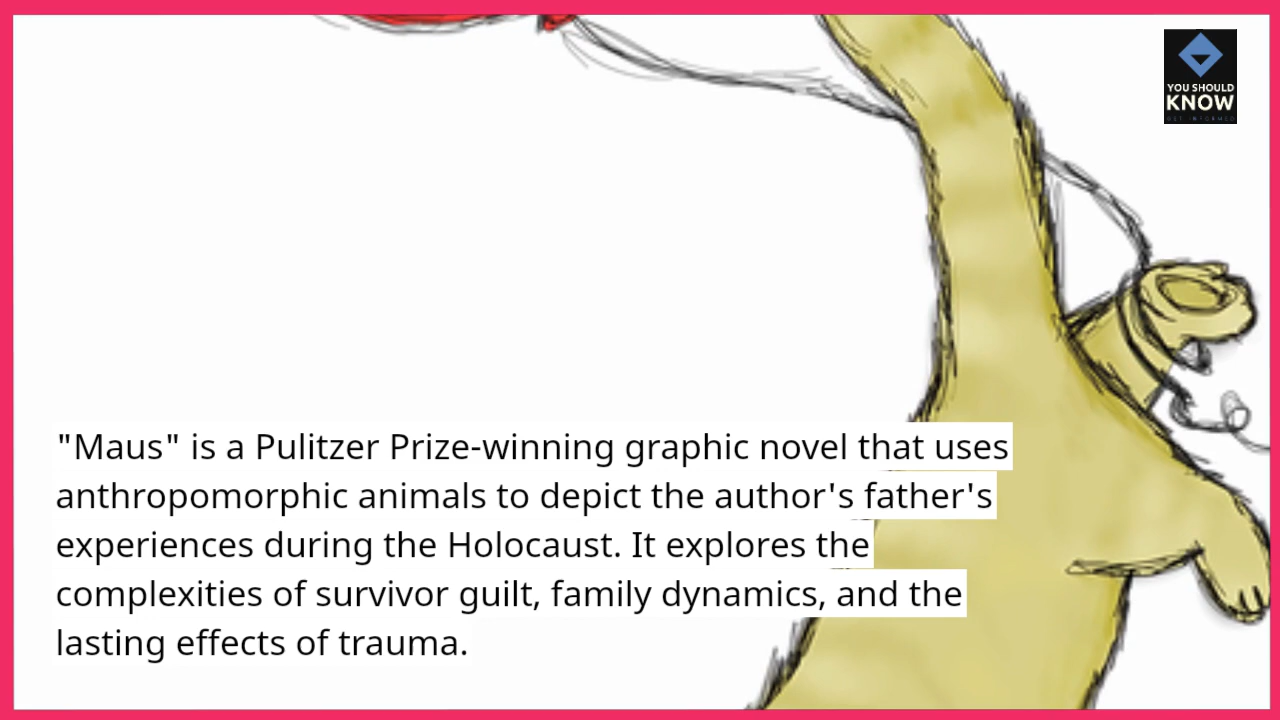 YOU SHOULD
KNOW
GET INFORMED
"Maus" is a Pulitzer Prize-winning graphic novel that uses
anthropomorphic animals to depict the author's father's
experiences during the Holocaust. It explores the
complexities of survivor guilt, family dynamics, and the
lasting effects of trauma.